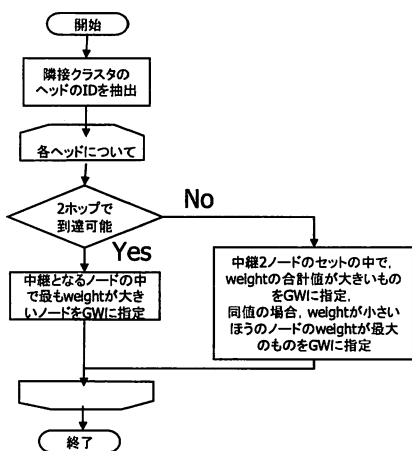 開始
隣接クラスタの
ヘッドのIDを抽出
各ヘッドについて
2ホップで
到達可能
No
Yes
中継となるノードの中
で最もweightが大き
いノードをGWに指定
中継2ノードのセットの中で,
weightの合計値が大きいもの
をGWに指定,
同値の場合, weightが小さい
ほうのノードのweightが最大
のものをGWに指定
終了